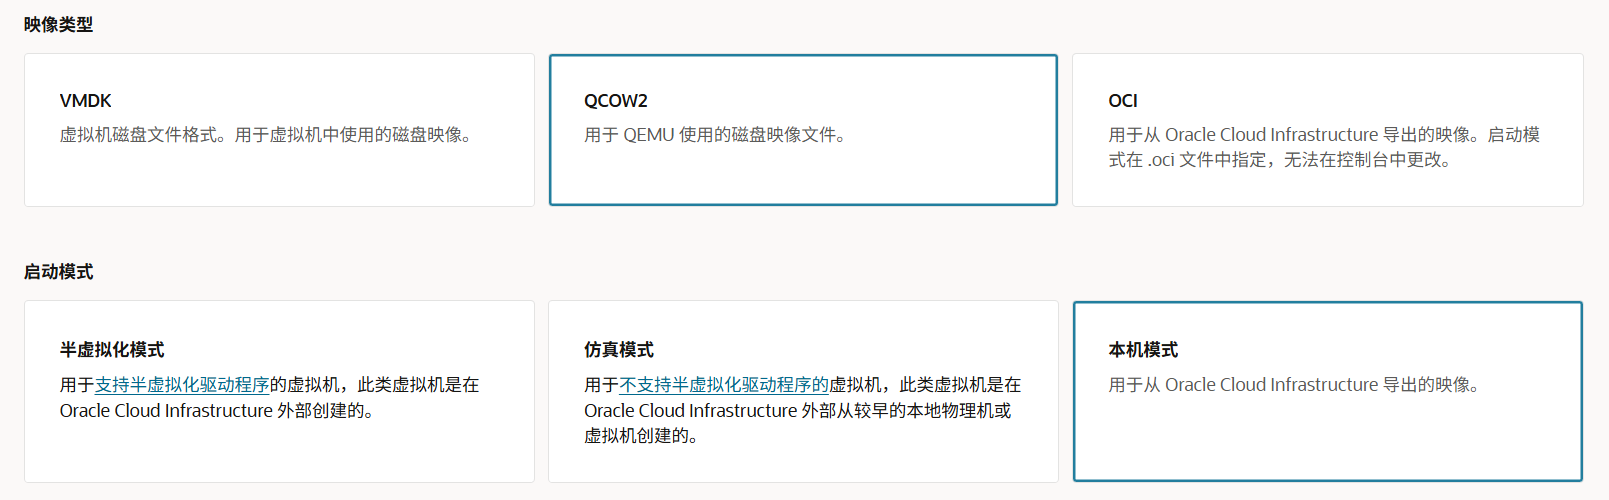 映像类型
VMDK
虚拟机磁盘文件格式。用于虚拟机中使用的磁盘映像。
QCOW2
用于 QEMU 使用的磁盘映像文件。
OCI
用于从 Oracle Cloud Infrastructure 导出的映像。启动模
式在 .oci 文件中指定，无法在控制台中更改。
启动模式
半虚拟化模式
用于支持半虚拟化驱动程序的虚拟机，此类虚拟机是在
Oracle Cloud Infrastructure 外部创建的。
仿真模式
用于不支持半虚拟化驱动程序的虚拟机，此类虚拟机是在
Oracle Cloud Infrastructure 外部从较早的本地物理机或
虚拟机创建的。
本机模式
用于从 Oracle Cloud Infrastructure 导出的映像。